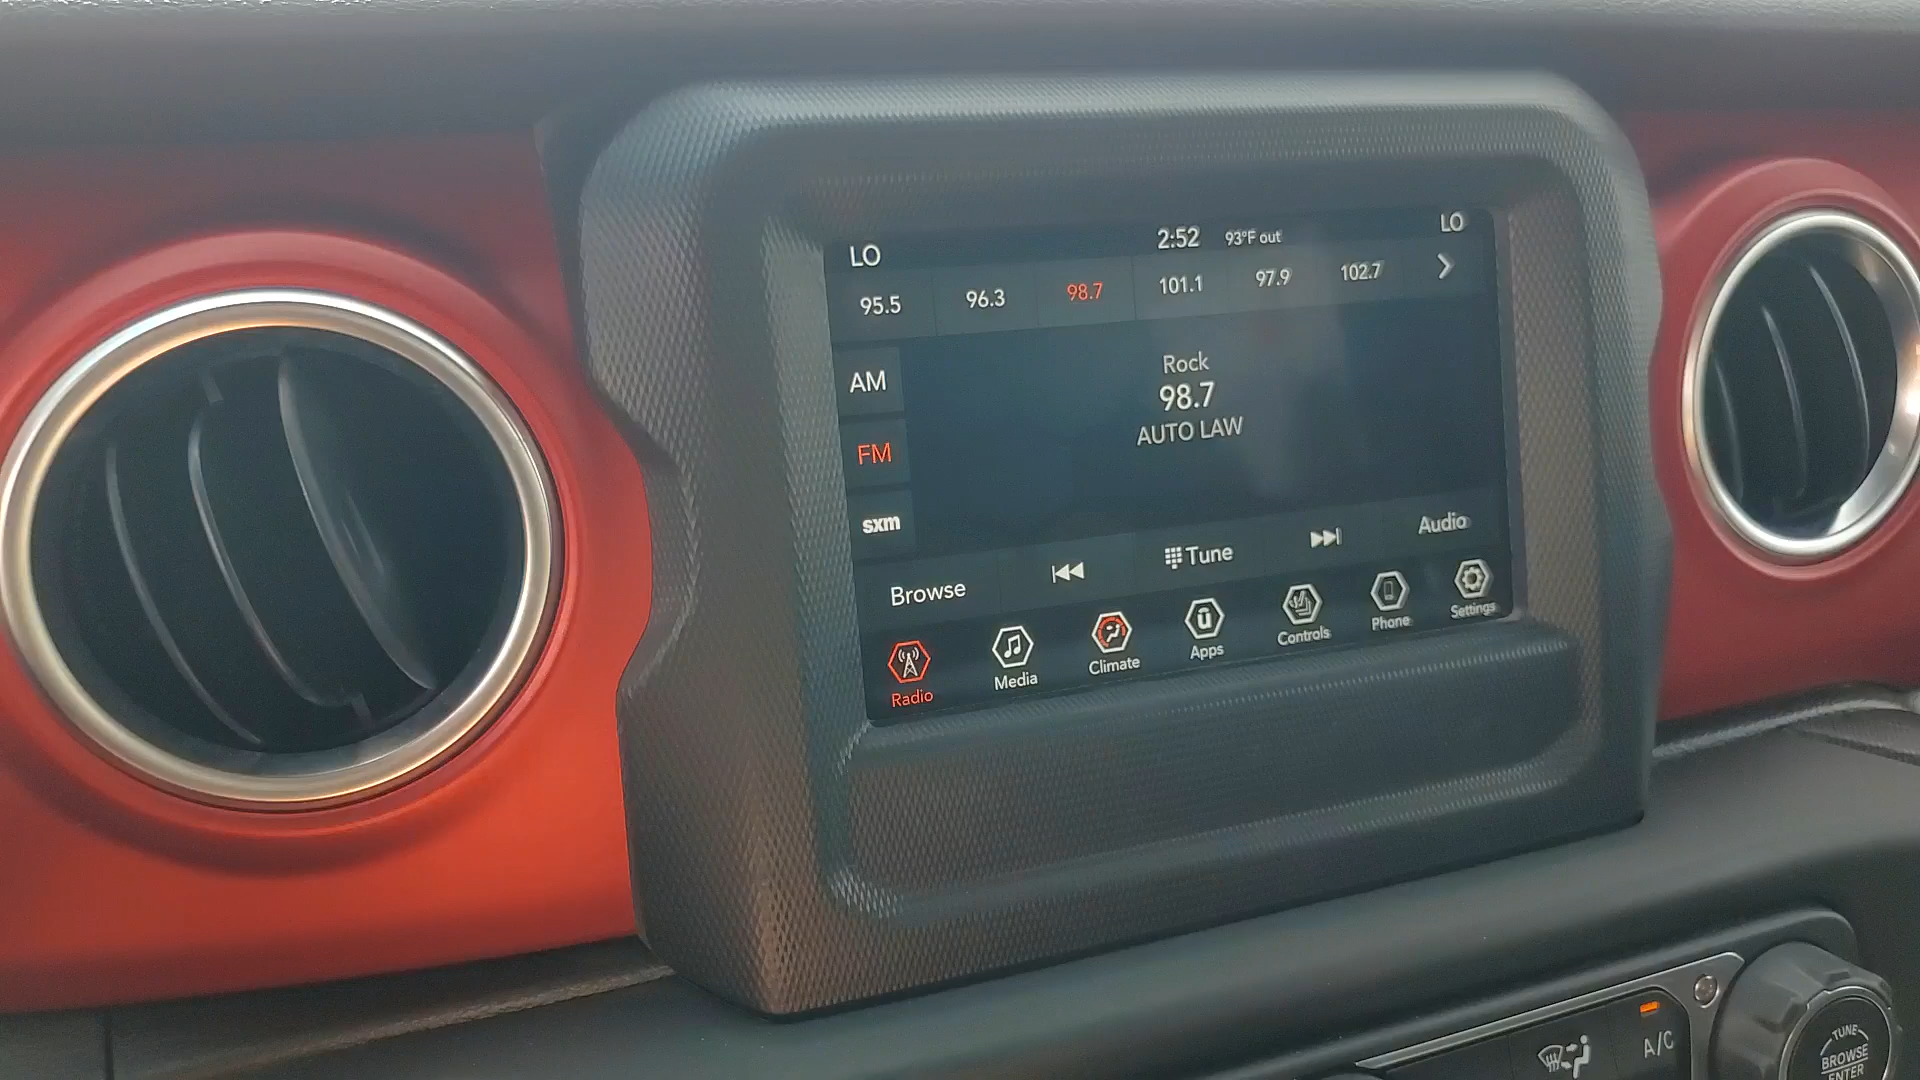 LO 2:52 93°F out LO
95.5 96.3 98.7 101.1 97.9 102.7
AM
FM
sxm
Rock
98.7
AUTO LAW
Browse Tune Audio
Radio Media Climate Apps Controls Phone Settings
A/C
TUNE
BROWSE
ENTER